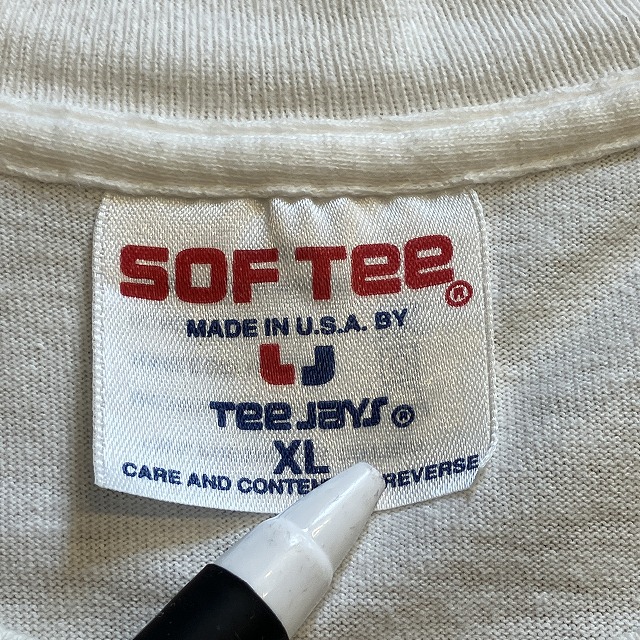 SOF TEE ®
MADE IN U.S.A. BY
TEE JAYS ®
XL
CARE AND REVERSE